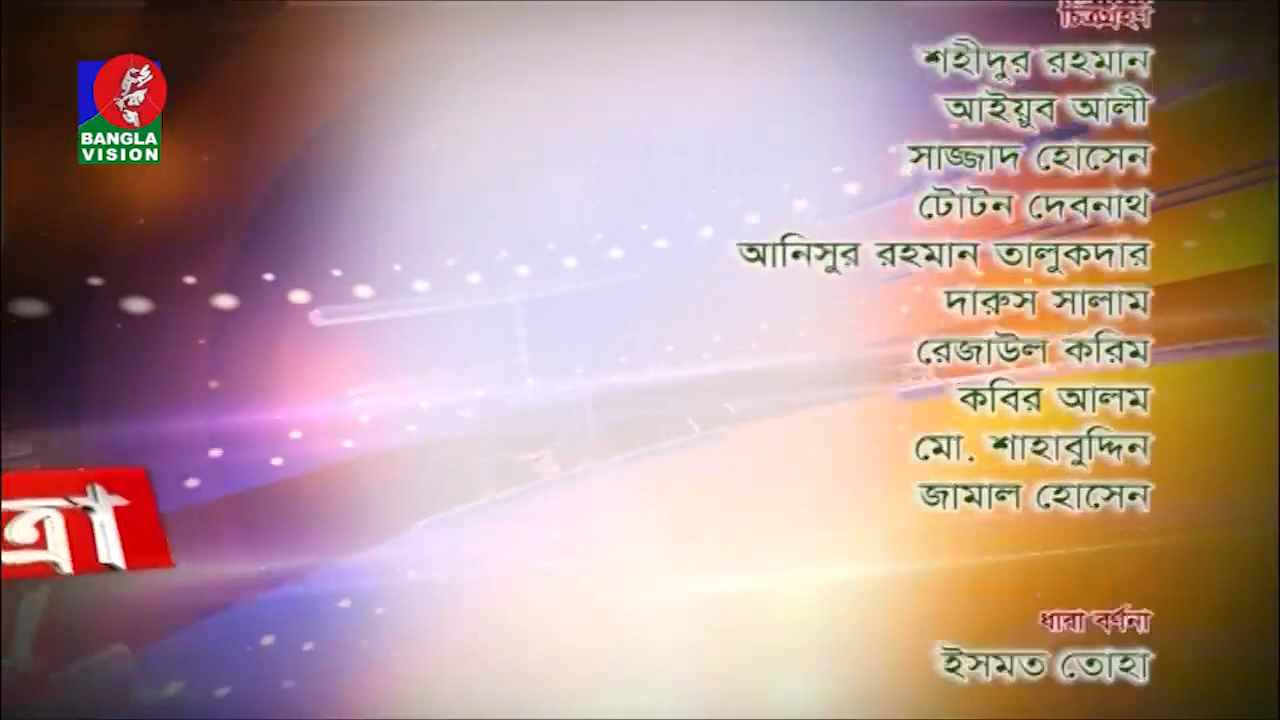 BANGLA
VISION
চিত্রগ্রহণ
শহীদুর রহমান
আইয়ুব আলী
সাজ্জাদ হোসেন
টোটন দেবনাথ
আনিসুর রহমান তালুকদার
দারুস সালাম
রেজাউল করিম
কবির আলম
মো. শাহাবুদ্দিন
জামাল হোসেন
ত্রা
ধারা বর্ণনা
ইসমত তোহা